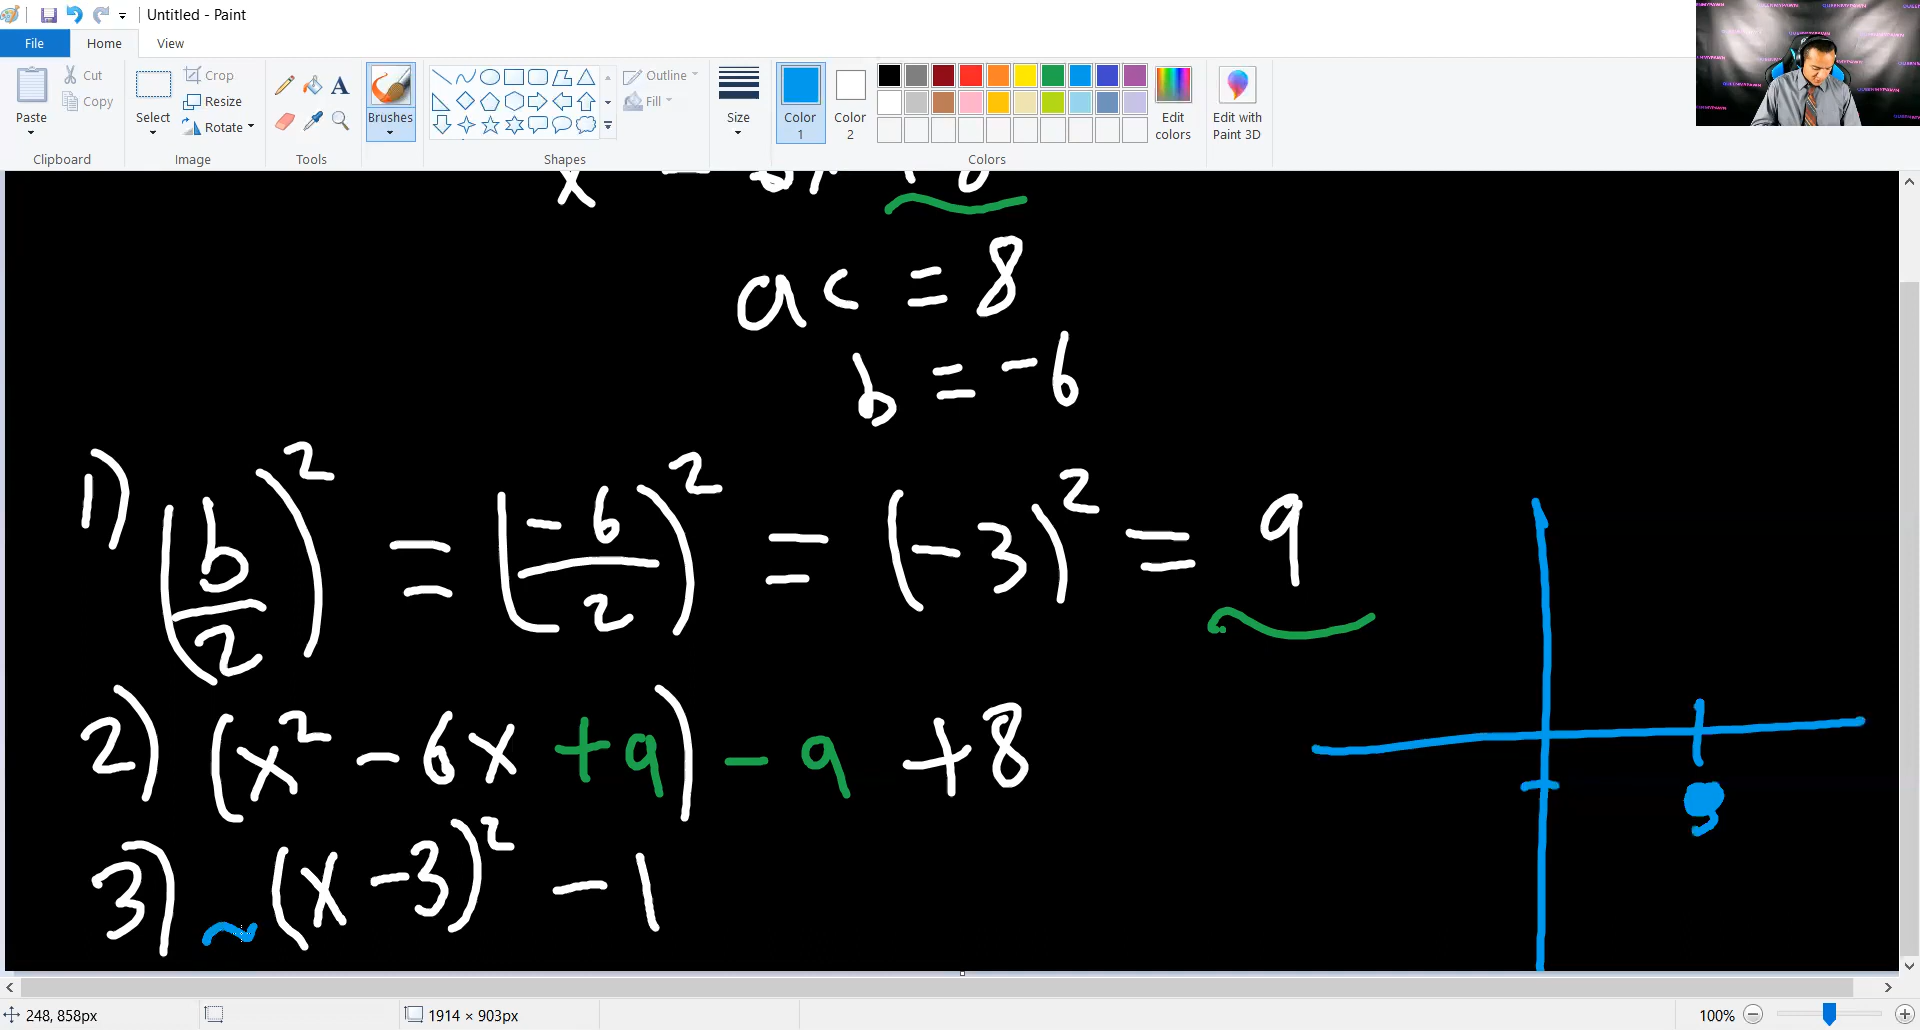 Untitled - Paint
File Home View
Paste Cut Copy Clipboard
Select Crop Resize Rotate Image
Tools
Brushes
Outline Fill Shapes
Size
Color 1 Color 2 Edit colors Colors
Edit with Paint 3D
QUEENMYPAWN
ac = 8
b = -6
1) (b/2)² = (-6/2)² = (-3)² = 9
2) (x² - 6x + 9) - 9 + 8
3) (x - 3)² - 1
3
248, 858px 1914 × 903px 100%